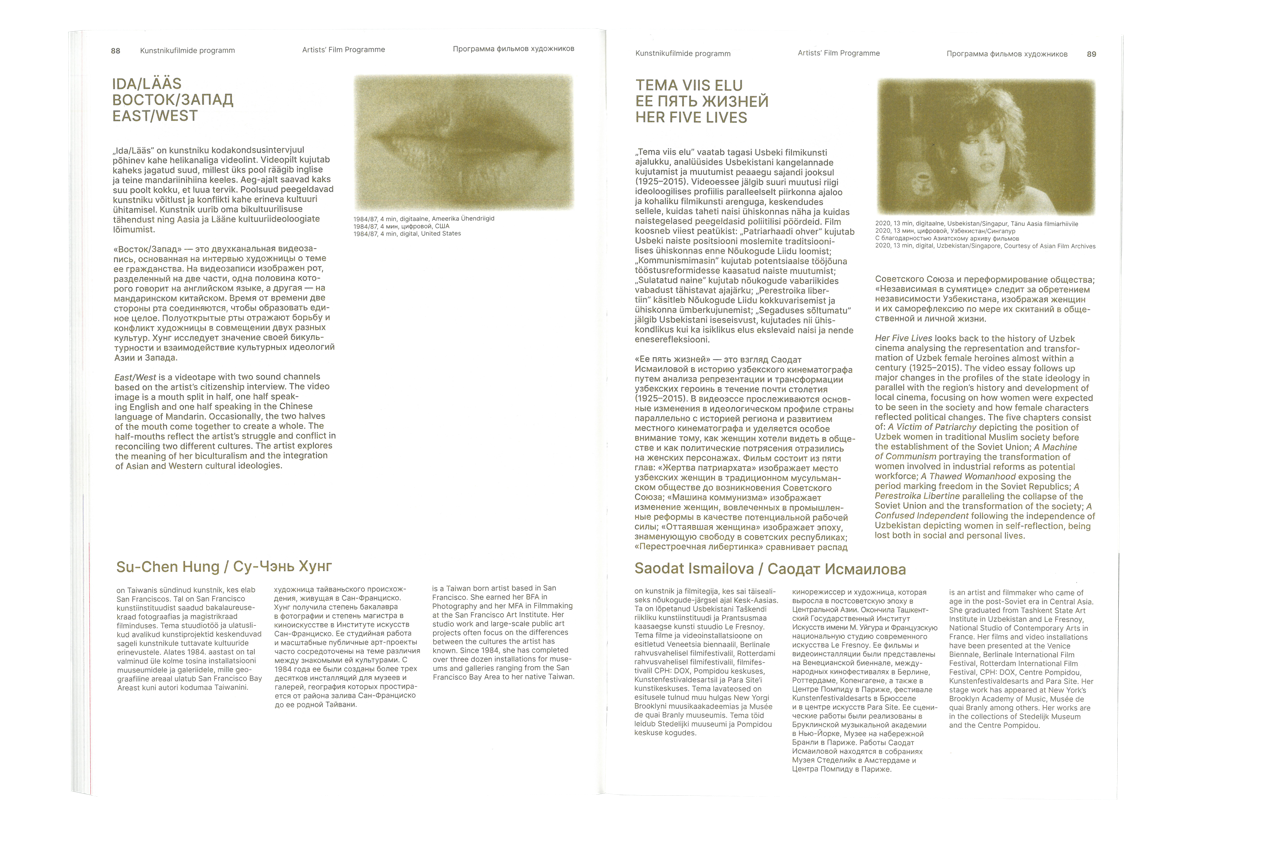 88
Kunstnikufilmide programm
Artists' Film Programme
Программа фильмов художников
IDA/LÄÄS
ВОСТОК/ЗАПАД
EAST/WEST
„Ida/Lääs" on kunstniku kodakondsusintervjuul
põhinev kahe helikanaliga videolint. Videopilt kujutab
kaheks jagatud suud, millest üks pool räägib inglise
ja teine mandariinihiina keeles. Aeg-ajalt saavad kaks
suu poolt kokku, et luua tervik. Poolsuud peegeldavad
kunstniku võitlust ja konflikti kahe erineva kultuuri
ühitamisel. Kunstnik uurib oma bikultuurilisuse
tähendust ning Aasia ja Lääne kultuuriideoloogiate
lõimumist.
«Восток/Запад» — это двухканальная видеоза-
пись, основанная на интервью художницы о теме
ее гражданства. На видеозаписи изображен рот,
разделенный на две части, одна половина кото-
рого говорит на английском языке, а другая — на
мандаринском китайском. Время от времени две
стороны рта соединяются, чтобы образовать еди-
ное целое. Полуоткрытые рты отражают борьбу и
конфликт художницы в совмещении двух разных
культур. Хунг исследует значение своей бикуль-
турности и взаимодействие культурных идеологий
Азии и Запада.
East/West is a videotape with two sound channels
based on the artist's citizenship interview. The video
image is a mouth split in half, one half speak-
ing English and one half speaking in the Chinese
language of Mandarin. Occasionally, the two halves
of the mouth come together to create a whole. The
half-mouths reflect the artist's struggle and conflict in
reconciling two different cultures. The artist explores
the meaning of her biculturalism and the integration
of Asian and Western cultural ideologies.
1984/87, 4 min, digitaalne, Ameerika Ühendriigid
1984/87, 4 мин, цифровой, США
1984/87, 4 min, digital, United States
Su-Chen Hung / Су-Чэнь Хунг
on Taiwanis sündinud kunstnik, kes elab
San Franciscos. Tal on San Francisco
kunstiinstituudist saadud bakalaureuse-
kraad fotograafias ja magistrikraad
filminduses. Tema stuudiotöö ja ulatusli-
kud avalikud kunstiprojektid keskenduvad
sageli kunstnikule tuttavate kultuuride
erinevustele. Alates 1984. aastast on tal
valminud üle kolme tosina installatsiooni
muuseumidele ja galeriidele, mille geo-
graafiline areaal ulatub San Francisco Bay
Areast kuni autori kodumaa Taiwanini.
художница тайваньского происхож-
дения, живущая в Сан-Франциско.
Хунг получила степень бакалавра
в фотографии и степень магистра в
киноискусстве в Институте искусств
Сан-Франциско. Ее студийная работа
и масштабные публичные арт-проекты
часто сосредоточены на теме различия
между знакомыми ей культурами. С
1984 года ее были созданы более трех
десятков инсталляций для музеев и
галерей, география которых простира-
ется от района залива Сан-Франциско
до ее родной Тайвани.
is a Taiwan born artist based in San
Francisco. She earned her BFA in
Photography and her MFA in Filmmaking
at the San Francisco Art Institute. Her
studio work and large-scale public art
projects often focus on the differences
between the cultures the artist has
known. Since 1984, she has completed
over three dozen installations for muse-
ums and galleries ranging from the San
Francisco Bay Area to her native Taiwan.
Kunstnikufilmide programm
Artists' Film Programme
Программа фильмов художников
89
TEMA VIIS ELU
ЕЕ ПЯТЬ ЖИЗНЕЙ
HER FIVE LIVES
„Tema viis elu" vaatab tagasi Usbeki filmikunsti
ajalukku, analüüsides Usbekistani kangelannade
kujutamist ja muutumist peaaegu sajandi jooksul
(1925–2015). Videoessee jälgib suuri muutusi riigi
ideoloogilises profiilis paralleelselt piirkonna ajaloo
ja kohaliku filmikunsti arenguga, keskendudes
sellele, kuidas taheti naisi ühiskonnas näha ja kuidas
naistegelased peegeldasid poliitilisi pöördeid. Film
koosneb viiest peatükist: „Patriarhaadi ohver" kujutab
Usbeki naiste positsiooni moslemite traditsiooni-
lises ühiskonnas enne Nõukogude Liidu loomist;
„Kommunismimasin" kujutab potentsiaalse tööjõuna
tööstusreformidesse kaasatud naiste muutumist;
„Sulatatud naine" kujutab nõukogude vabariikides
vabadust tähistavat ajajärku; „Perestroika liber-
tiin" käsitleb Nõukogude Liidu kokkuvarisemist ja
ühiskonna ümberkujunemist; „Segaduses sõltumatu"
jälgib Usbekistani iseseisvust, kujutades nii ühis-
kondlikus kui ka isiklikus elus ekslevaid naisi ja nende
enesereflektsiooni.
«Ее пять жизней» — это взгляд Саодат
Исмаиловой в историю узбекского кинематографа
путем анализа репрезентации и трансформации
узбекских героинь в течение почти столетия
(1925–2015). В видеоэссе прослеживаются основ-
ные изменения в идеологическом профиле страны
параллельно с историей региона и развитием
местного кинематографа и уделяется особое
внимание тому, как женщин хотели видеть в обще-
стве и как политические потрясения отразились
на женских персонажах. Фильм состоит из пяти
глав: «Жертва патриархата» изображает место
узбекских женщин в традиционном мусульман-
ском обществе до возникновения Советского
Союза; «Машина коммунизма» изображает
изменение женщин, вовлеченных в промышлен-
ные реформы в качестве потенциальной рабочей
силы; «Оттаявшая женщина» изображает эпоху,
знаменующую свободу в советских республиках;
«Перестроечная либертинка» сравнивает распад
2020, 13 min, digitaalne, Usbekistan/Singapur, Tänu Aasia filmiarhiivile
2020, 13 мин, цифровой, Узбекистан/Сингапур
С благодарностью Азиатскому архиву фильмов
2020, 13 min, digital, Uzbekistan/Singapore, Courtesy of Asian Film Archives
Советского Союза и переформирование общества;
«Независимая в сумятице» следит за обретением
независимости Узбекистана, изображая женщин
и их саморефлексию по мере их скитаний в обще-
ственной и личной жизни.
Her Five Lives looks back to the history of Uzbek
cinema analysing the representation and transfor-
mation of Uzbek female heroines almost within a
century (1925–2015). The video essay follows up
major changes in the profiles of the state ideology in
parallel with the region's history and development of
local cinema, focusing on how women were expected
to be seen in the society and how female characters
reflected political changes. The five chapters consist
of: A Victim of Patriarchy depicting the position of
Uzbek women in traditional Muslim society before
the establishment of the Soviet Union; A Machine
of Communism portraying the transformation of
women involved in industrial reforms as potential
workforce; A Thawed Womanhood exposing the
period marking freedom in the Soviet Republics; A
Perestroika Libertine paralleling the collapse of the
Soviet Union and the transformation of the society; A
Confused Independent following the independence of
Uzbekistan depicting women in self-reflection, being
lost both in social and personal lives.
Saodat Ismailova / Саодат Исмаилова
on kunstnik ja filmitegija, kes sai täiseali-
seks nõukogude-järgsel ajal Kesk-Aasias.
Ta on lõpetanud Usbekistani Taškendi
riikliku kunstiinstituudi ja Prantsusmaa
kaasaegse kunsti stuudio Le Fresnoy.
Tema filme ja videoinstallatsioone on
esitletud Veneetsia biennaalil, Berlinale
rahvusvahelisel filmifestivalil, Rotterdami
rahvusvahelisel filmifestivalil, filmifes-
tivalil CPH: DOX, Pompidou keskuses,
Kunstenfestivaldesartsil ja Para Site'i
kunstikeskuses. Tema lavateosed on
esitusele tulnud muu hulgas New Yorgi
Brooklyni muusikaakadeemias ja Musée
de quai Branly muuseumis. Tema töid
leidub Stedelijki muuseumi ja Pompidou
keskuse kogudes.
кинорежиссер и художница, которая
выросла в постсоветскую эпоху в
Центральной Азии. Окончила Ташкент-
ский Государственный Институт
Искусств имени М. Уйгура и Французскую
национальную студию современного
искусства Le Fresnoy. Ее фильмы и
видеоинсталляции были представлены
на Венецианской биеннале, между-
народных кинофестивалях в Берлине,
Роттердаме, Копенгагене, а также в
Центре Помпиду в Париже, фестивале
Kunstenfestivaldesarts в Брюсселе
и в центре искусств Para Site. Ее сцени-
ческие работы были реализованы в
Бруклинской музыкальной академии
в Нью-Йорке, Музее на набережной
Бранли в Париже. Работы Саодат
Исмаиловой находятся в собраниях
Музея Стеделийк в Амстердаме и
Центра Помпиду в Париже.
is an artist and filmmaker who came of
age in the post-Soviet era in Central Asia.
She graduated from Tashkent State Art
Institute in Uzbekistan and Le Fresnoy,
National Studio of Contemporary Arts in
France. Her films and video installations
have been presented at the Venice
Biennale, Berlinale International Film
Festival, Rotterdam International Film
Festival, CPH: DOX, Centre Pompidou,
Kunstenfestivaldesarts and Para Site. Her
stage work has appeared at New York's
Brooklyn Academy of Music, Musée de
quai Branly among others. Her works are
in the collections of Stedelijk Museum
and the Centre Pompidou.